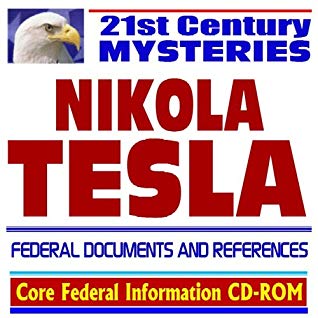 21st Century
MYSTERIES
NIKOLA
TESLA
FEDERAL DOCUMENTS AND REFERENCES
Core Federal Information CD-ROM